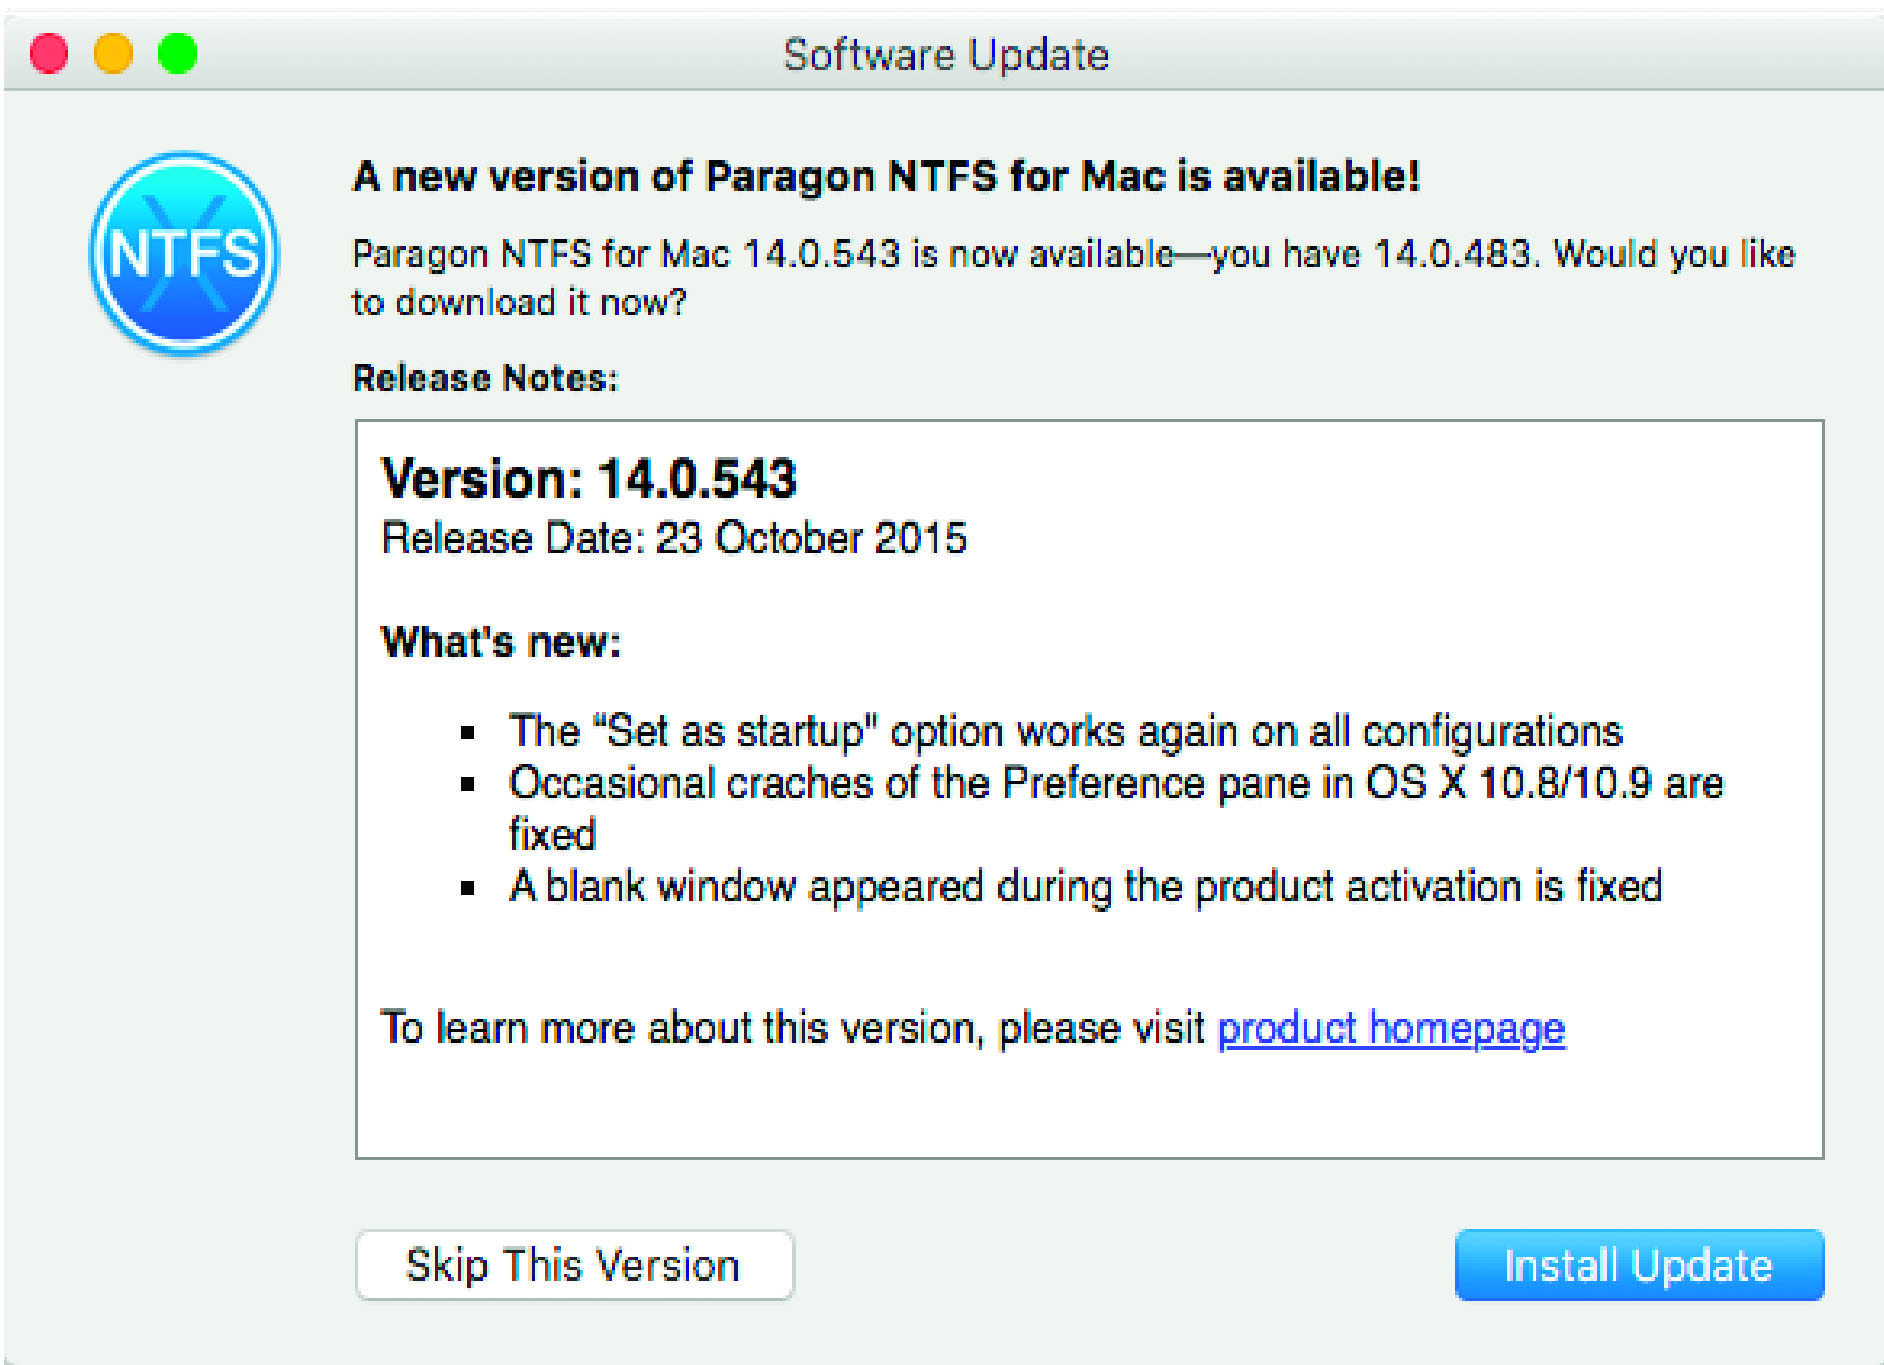 Software Update
NTFS
A new version of Paragon NTFS for Mac is available!
Paragon NTFS for Mac 14.0.543 is now available—you have 14.0.483. Would you like
to download it now?
Release Notes:
Version: 14.0.543
Release Date: 23 October 2015
What's new:
▪ The “Set as startup" option works again on all configurations
▪ Occasional craches of the Preference pane in OS X 10.8/10.9 are
fixed
▪ A blank window appeared during the product activation is fixed
To learn more about this version, please visit product homepage
Skip This Version
Install Update